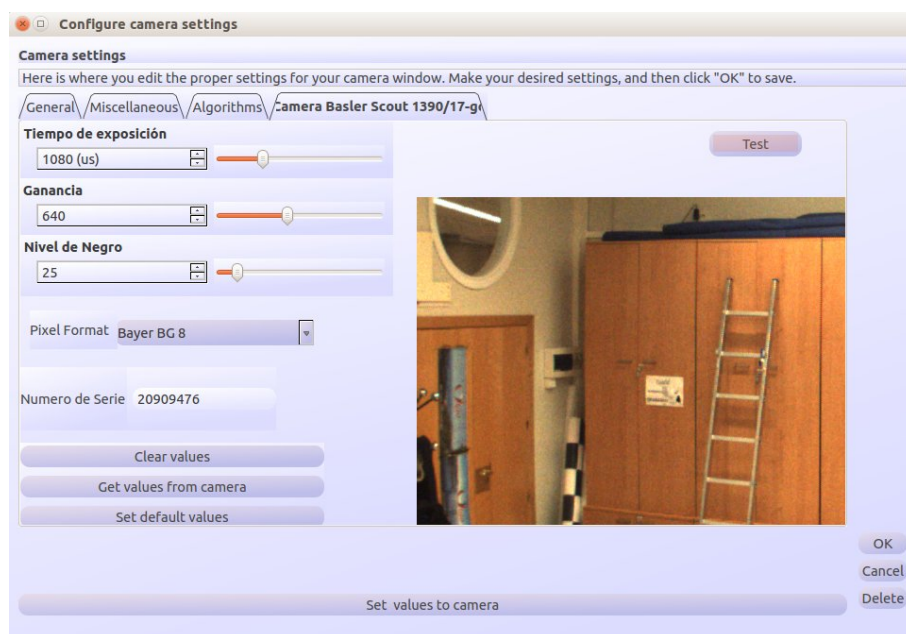 Configure camera settings
Camera settings
Here is where you edit the proper settings for your camera window. Make your desired settings, and then click "OK" to save.
General Miscellaneous Algorithms Camera Basler Scout 1390/17-g
Tiempo de exposición
1080 (us)
Test
Ganancia
640
Nivel de Negro
25
Pixel Format Bayer BG 8
Numero de Serie 20909476
Clear values
Get values from camera
Set default values
OK
Cancel
Delete
Set values to camera